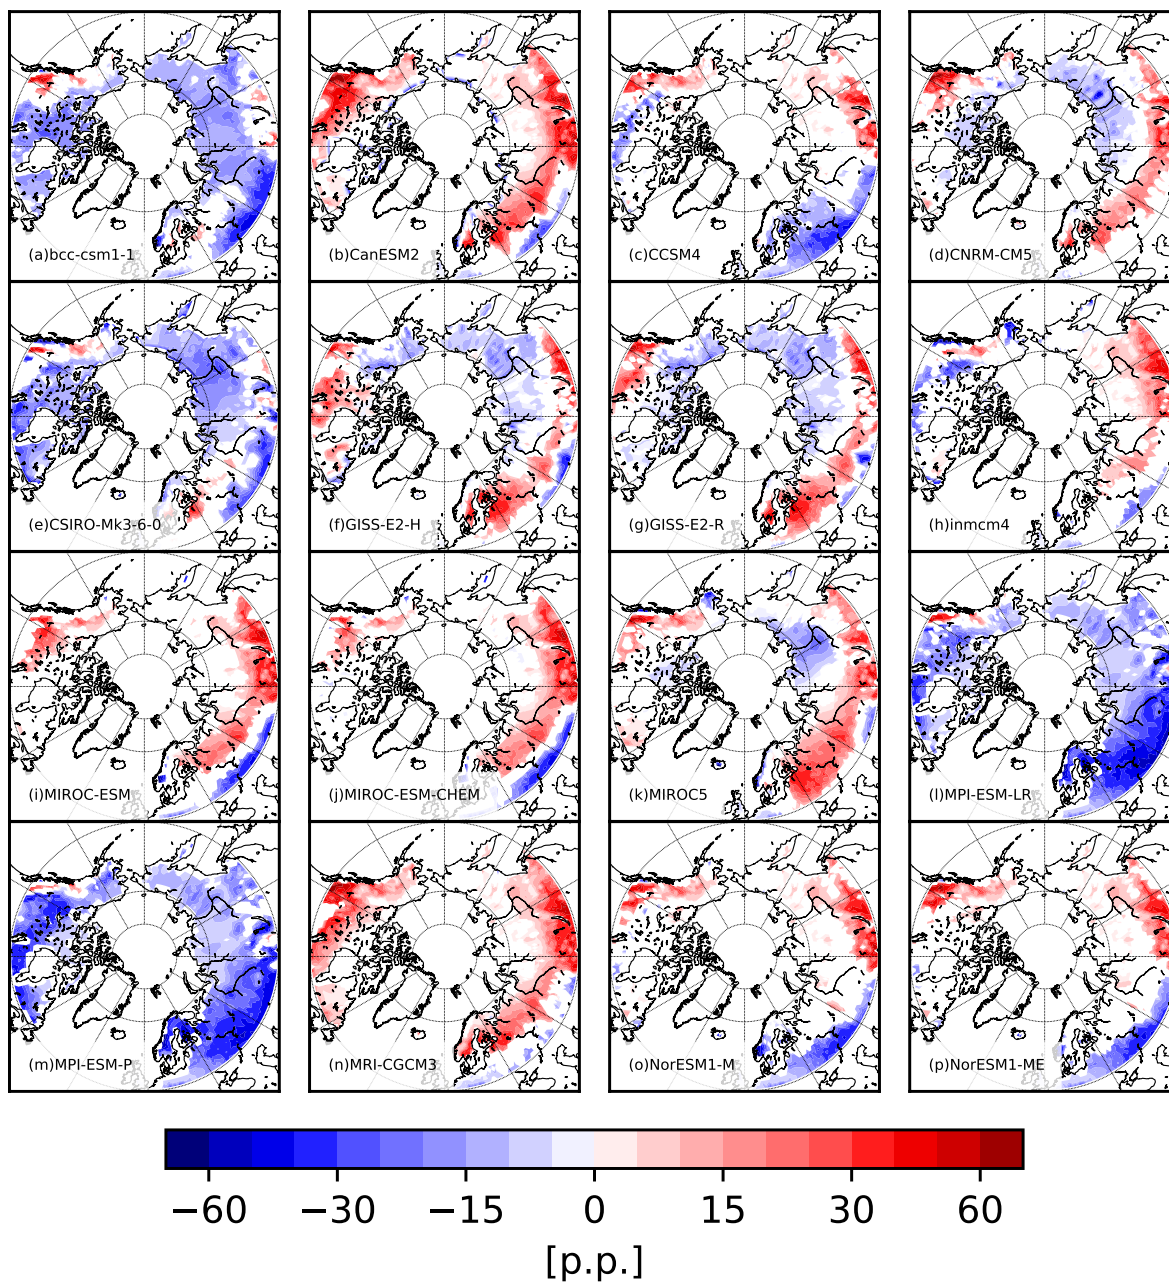 (a)bcc-csm1-1
(b)CanESM2
(c)CCSM4
(d)CNRM-CM5
(e)CSIRO-Mk3-6-0
(f)GISS-E2-H
(g)GISS-E2-R
(h)inmcm4
(i)MIROC-ESM
(j)MIROC-ESM-CHEM
(k)MIROC5
(l)MPI-ESM-LR
(m)MPI-ESM-P
(n)MRI-CGCM3
(o)NorESM1-M
(p)NorESM1-ME
−60 −30 −15 0 15 30 60
[p.p.]